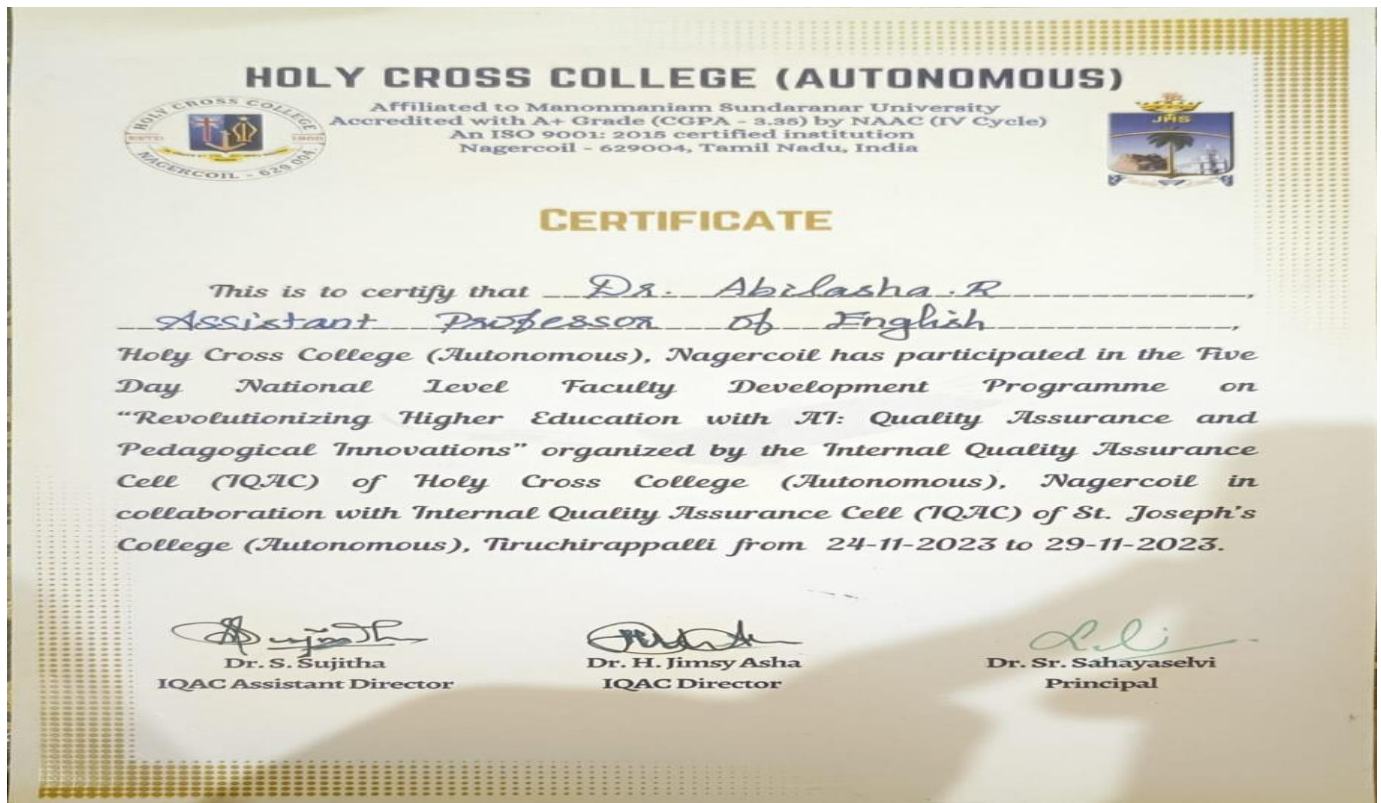 HOLY CROSS COLLEGE (AUTONOMOUS)
Affiliated to Manonmaniam Sundaranar University
Accredited with A+ Grade (CGPA - 3.35) by NAAC (IV Cycle)
An ISO 9001: 2015 certified institution
Nagercoil - 629004, Tamil Nadu, India
HOLY CROSS COLLEGE
NAGERCOIL - 629 004.
JMS
CERTIFICATE
This is to certify that Dr. Abilasha. R,
Assistant Professor of English,
Holy Cross College (Autonomous), Nagercoil has participated in the Five
Day National Level Faculty Development Programme on
“Revolutionizing Higher Education with AI: Quality Assurance and
Pedagogical Innovations” organized by the Internal Quality Assurance
Cell (IQAC) of Holy Cross College (Autonomous), Nagercoil in
collaboration with Internal Quality Assurance Cell (IQAC) of St. Joseph's
College (Autonomous), Tiruchirappalli from 24-11-2023 to 29-11-2023.
Dr. S. Sujitha
IQAC Assistant Director
Dr. H. Jimsy Asha
IQAC Director
Dr. Sr. Sahayaselvi
Principal